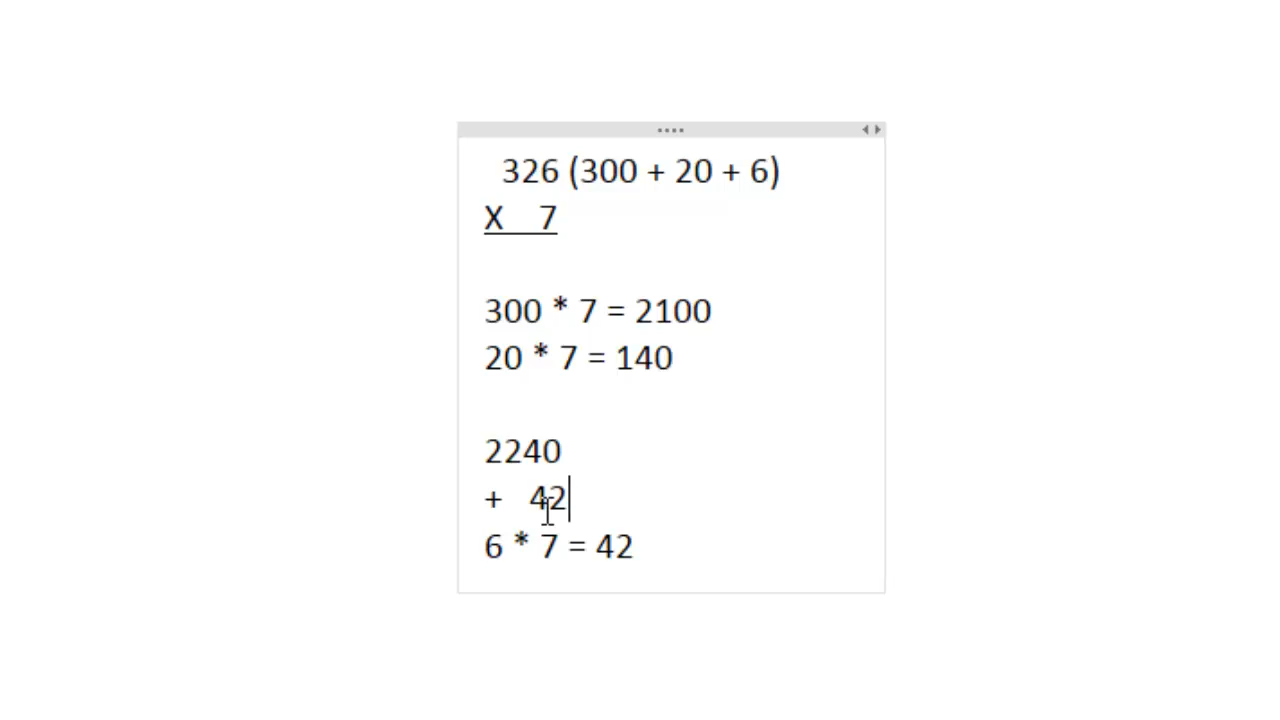 326 (300 + 20 + 6)
X 7
300 * 7 = 2100
20 * 7 = 140
2240
+ 42
6 * 7 = 42